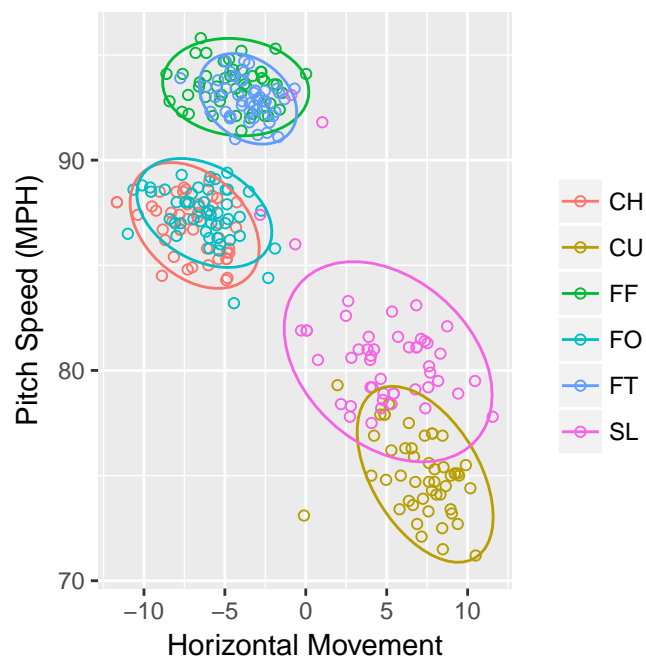 90
80
70
−10
−5
0
5
10
Horizontal Movement
Pitch Speed (MPH)
CH
CU
FF
FO
FT
SL